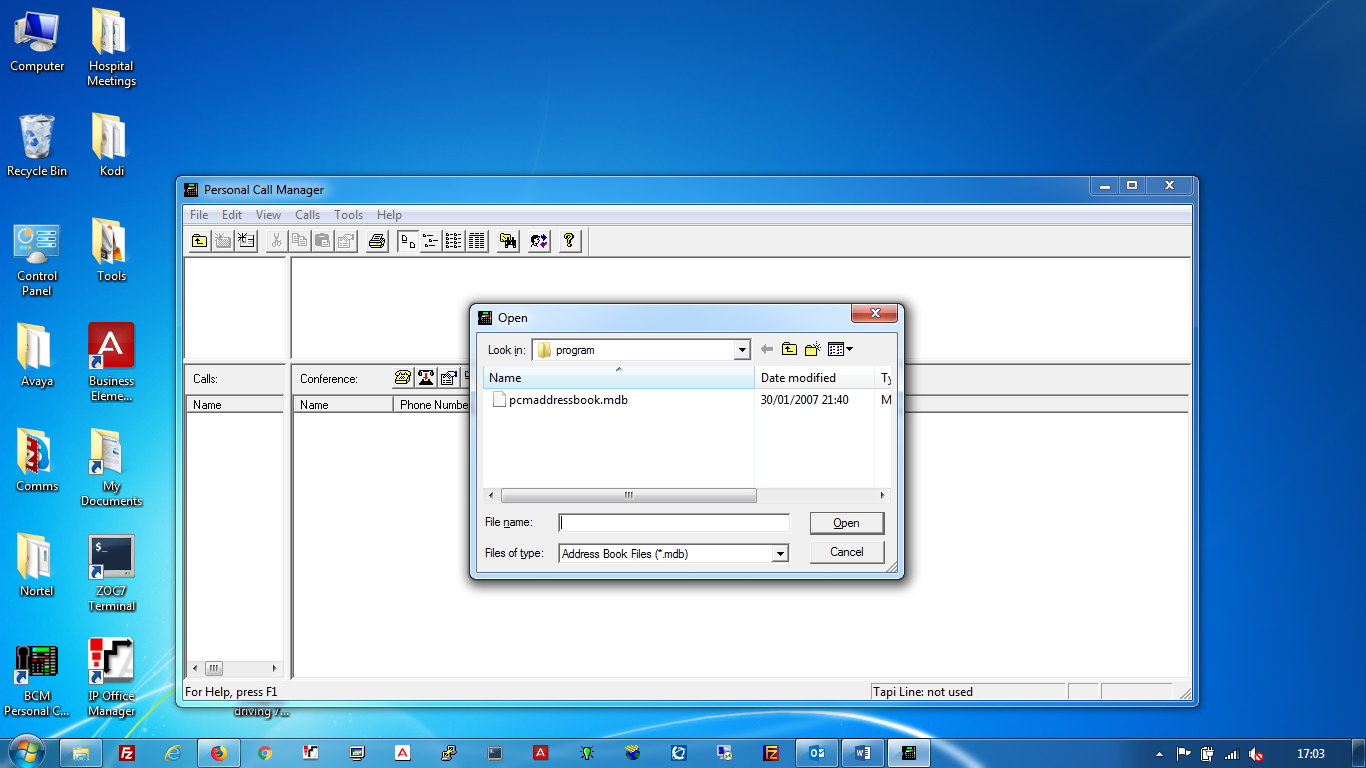 Computer
Hospital
Meetings
Recycle Bin
Kodi
Control
Panel
Tools
Avaya
Business
Eleme...
Comms
My
Documents
Nortel
ZOC7
Terminal
BCM
Personal C...
IP Office
Manager
driving /...
Personal Call Manager
File Edit View Calls Tools Help
Calls:
Conference:
Name
Name
Phone Numbe
Open
Look in:
program
Name
Date modified
Ty
pcmaddressbook.mdb
30/01/2007 21:40
M
File name:
Open
Files of type:
Address Book Files (*.mdb)
Cancel
For Help, press F1
Tapi Line: not used
17:03